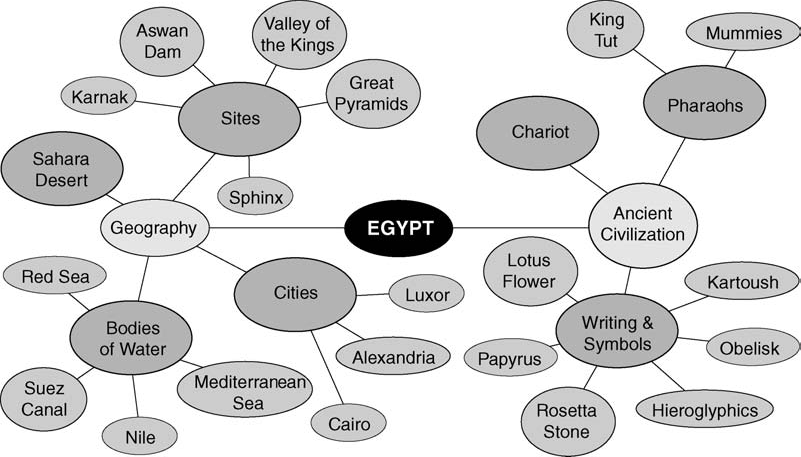 Aswan
Dam
Valley of
the Kings
Karnak
Great
Pyramids
Sites
Sahara
Desert
Sphinx
Geography
Red Sea
Bodies
of Water
Suez
Canal
Nile
Mediterranean
Sea
Cities
Luxor
Alexandria
Cairo
EGYPT
King
Tut
Mummies
Pharaohs
Chariot
Ancient
Civilization
Lotus
Flower
Kartoush
Writing &
Symbols
Papyrus
Obelisk
Rosetta
Stone
Hieroglyphics